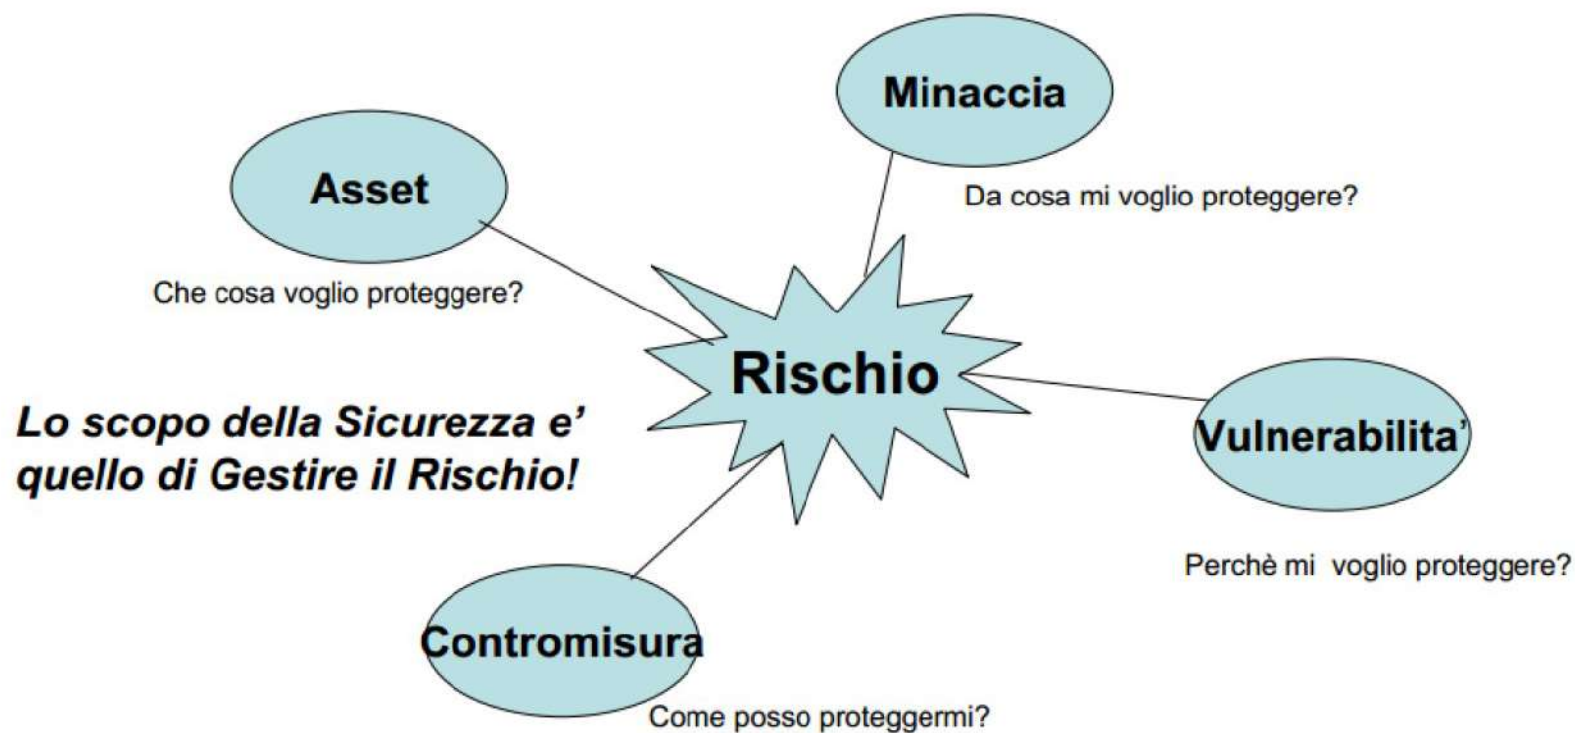 Minaccia
Da cosa mi voglio proteggere?
Asset
Che cosa voglio proteggere?
Rischio
Lo scopo della Sicurezza e’
quello di Gestire il Rischio!
Vulnerabilita’
Perchè mi  voglio proteggere?
Contromisura
Come posso proteggermi?